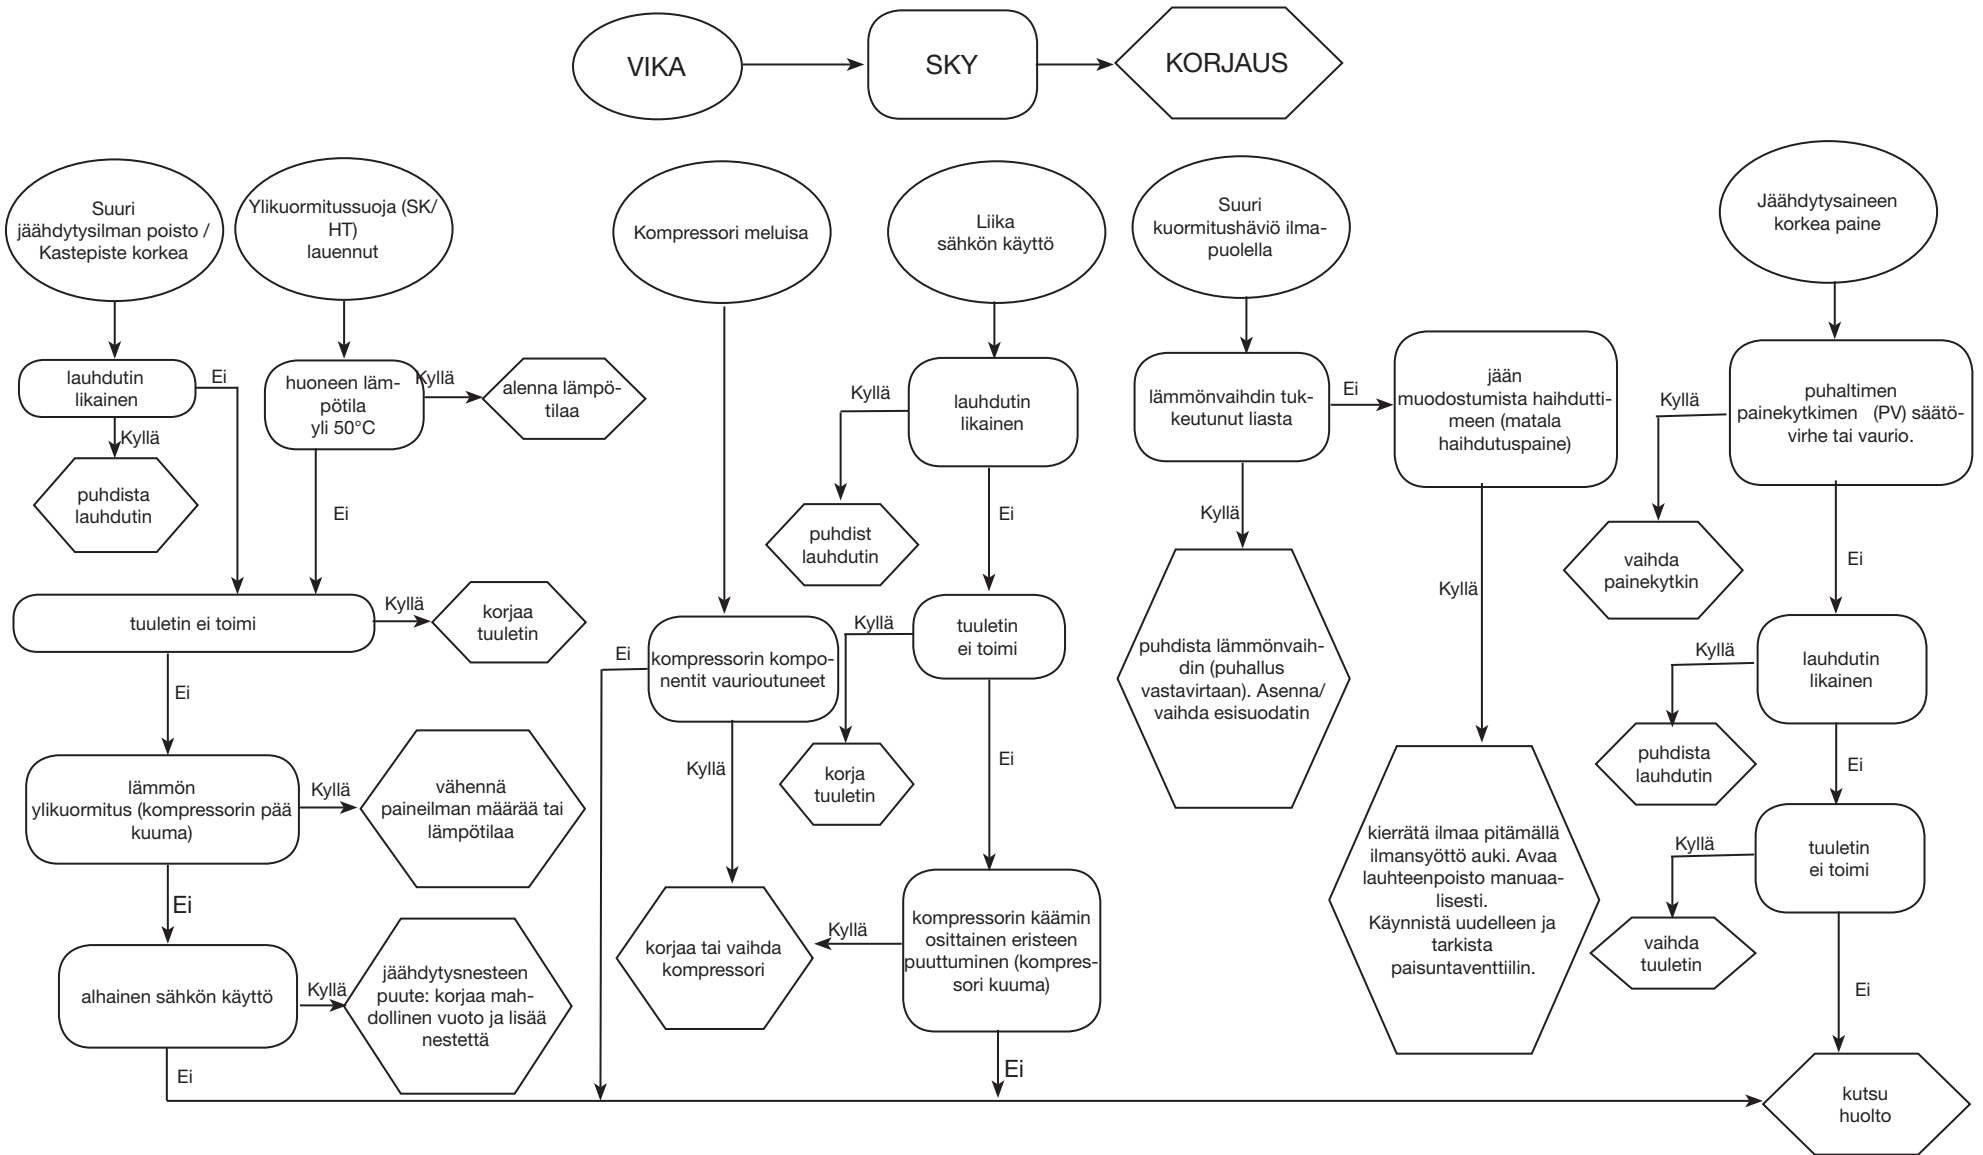 VIKA
SKY
KORJAUS
Suuri
jäähdytysilman poisto /
Kastepiste korkea
Ylikuormitussuoja (SK/
HT)
lauennut
Kompressori meluisa
Liika
sähkön käyttö
Suuri
kuormitushäviö ilma-
puolella
Jäähdytysaineen
korkea paine
lauhdutin
likainen
Ei
Kyllä
puhdista
lauhdutin
huoneen läm-
pötila
yli 50°C
Kyllä
alenna lämpö-
tilaa
Ei
tuuletin ei toimi
Kyllä
korjaa
tuuletin
Ei
lämmön
ylikuormitus (kompressorin pää
kuuma)
Kyllä
vähennä
paineilman määrää tai
lämpötilaa
Ei
alhainen sähkön käyttö
Kyllä
jäähdytysnesteen
puute: korjaa mah-
dollinen vuoto ja lisää
nestettä
Ei
Ei
kompressorin kompo-
nentit vaurioutuneet
Kyllä
korjaa tai vaihda
kompressori
Kyllä
lauhdutin
likainen
puhdist
lauhdutin
Ei
Kyllä
tuuletin
ei toimi
korja
tuuletin
Ei
Kyllä
kompressorin käämin
osittainen eristeen
puuttuminen (kompres-
sori kuuma)
Ei
lämmönvaihdin tuk-
keutunut liasta
Ei
Kyllä
puhdista lämmönvaih-
din (puhallus
vastavirtaan). Asenna/
vaihda esisuodatin
jään
muodostumista haihdutti-
meen (matala
haihdutuspaine)
Kyllä
kierrätä ilmaa pitämällä
ilmansyöttö auki. Avaa
lauhteenpoisto manuaa-
lisesti.
Käynnistä uudelleen ja
tarkista
paisuntaventtiilin.
Kyllä
puhaltimen
painekytkimen (PV) säätö-
virhe tai vaurio.
vaihda
painekytkin
Ei
Kyllä
lauhdutin
likainen
puhdista
lauhdutin
Ei
Kyllä
tuuletin
ei toimi
vaihda
tuuletin
Ei
kutsu
huolto